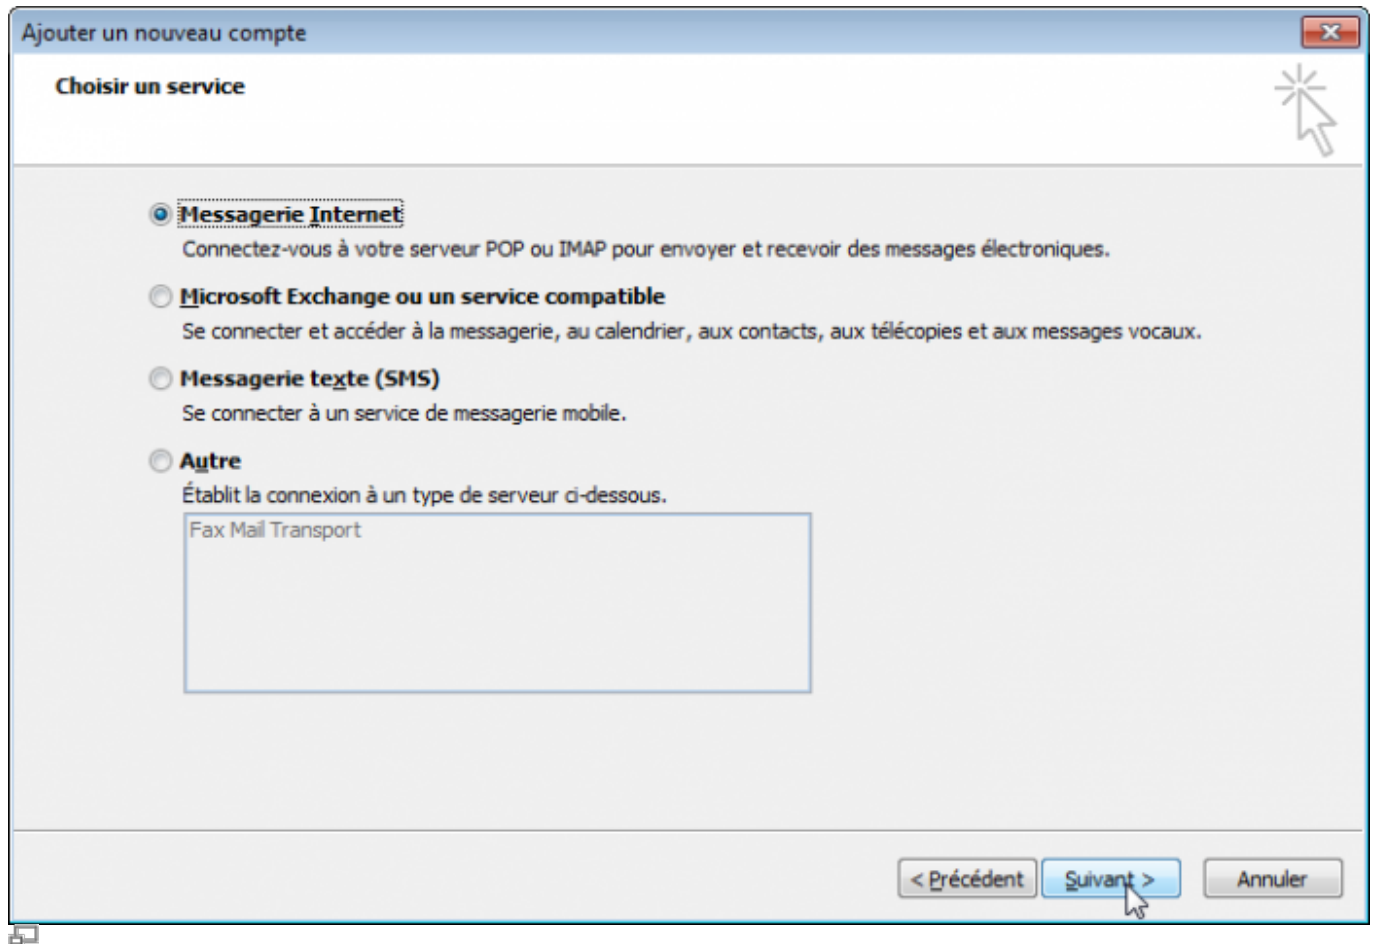 Ajouter un nouveau compte
Choisir un service
Messagerie Internet
Connectez-vous à votre serveur POP ou IMAP pour envoyer et recevoir des messages électroniques.
Microsoft Exchange ou un service compatible
Se connecter et accéder à la messagerie, au calendrier, aux contacts, aux télécopies et aux messages vocaux.
Messagerie texte (SMS)
Se connecter à un service de messagerie mobile.
Autre
Établit la connexion à un type de serveur ci-dessous.
Fax Mail Transport
< Précédent
Suivant >
Annuler